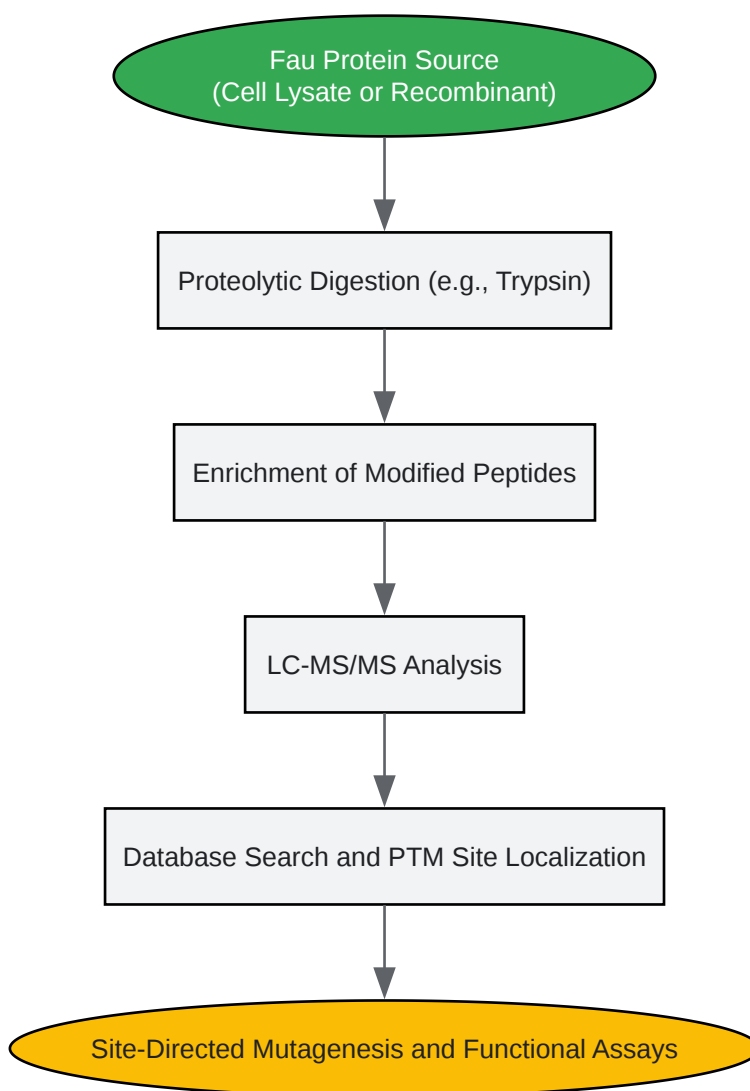 Fau Protein Source
(Cell Lysate or Recombinant)
Proteolytic Digestion (e.g., Trypsin)
Enrichment of Modified Peptides
LC-MS/MS Analysis
Database Search and PTM Site Localization
Site-Directed Mutagenesis and Functional Assays